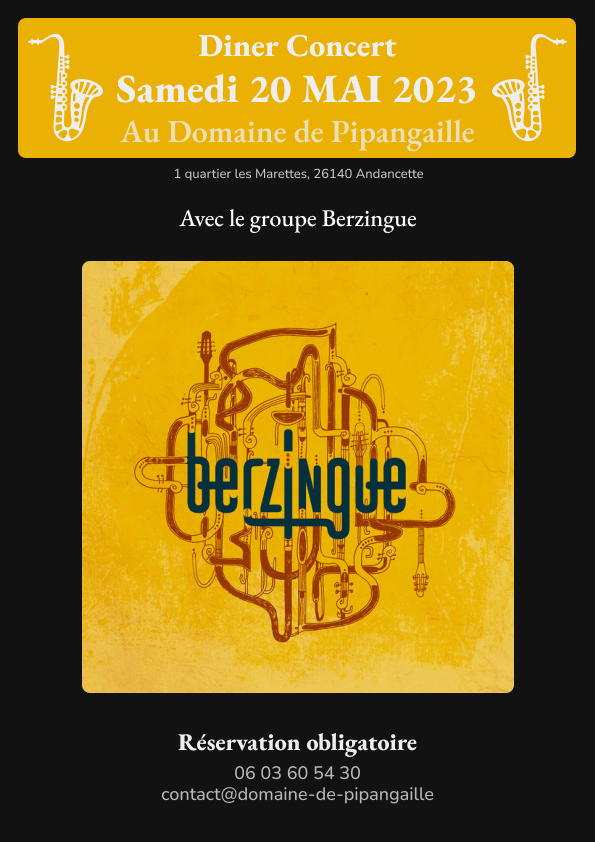 Diner Concert
Samedi 20 MAI 2023
Au Domaine de Pipangaille
1 quartier les Marettes, 26140 Andancette
Avec le groupe Berzingue
berzingue
Réservation obligatoire
06 03 60 54 30
contact@domaine-de-pipangaille